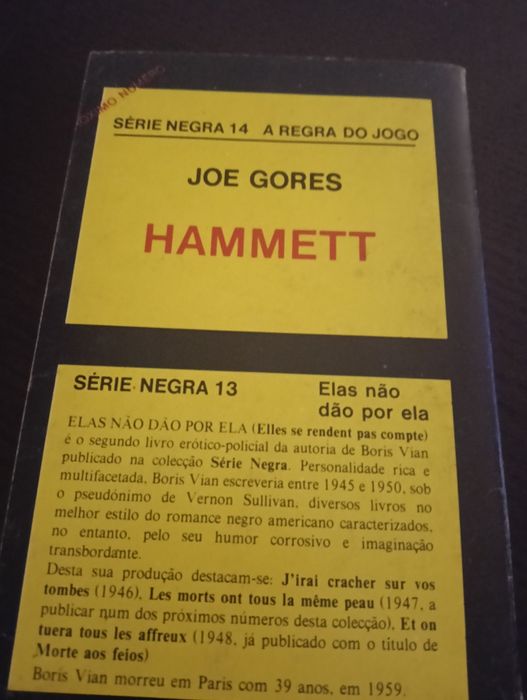 ÓXIMO NÚMERO
SÉRIE NEGRA 14 A REGRA DO JOGO
JOE GORES
HAMMETT
SÉRIE NEGRA 13
Elas não
dão por ela
ELAS NÃO DÃO POR ELA (Elles se rendent pas compte)
é o segundo livro erótico-policial da autoria de Boris Vian
publicado na colecção Série Negra. Personalidade rica e
multifacetada, Boris Vian escreveria entre 1945 e 1950, sob
o pseudónimo de Vernon Sullivan, diversos livros no
melhor estilo do romance negro americano caracterizados,
no entanto, pelo seu humor corrosivo e imaginação
transbordante.
Desta sua produção destacam-se: J'irai cracher sur vos
tombes (1946), Les morts ont tous la même peau (1947, a
publicar num dos próximos números desta colecção), Et on
tuera tous les affreux (1948, já publicado com o título de
Morte aos feios)
Boris Vian morreu em Paris com 39 anos, em 1959.